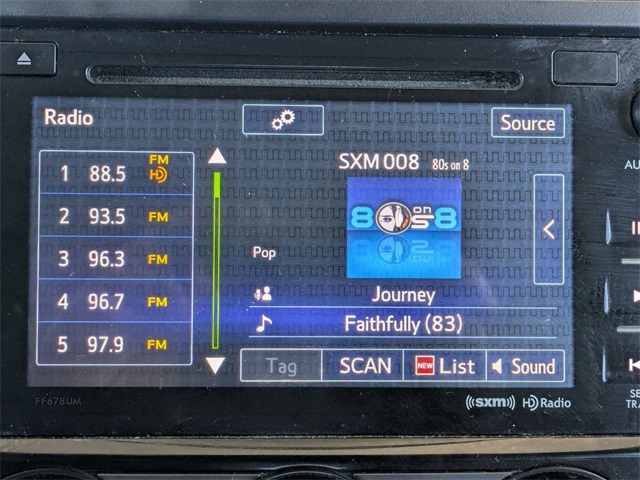 Radio
Source
SXM 008 80s on 8
FM
1 88.5 HD
2 93.5 FM
3 96.3 FM
4 96.7 FM
5 97.9 FM
80s on 8
Pop
Journey
Faithfully (83)
Tag SCAN NEW List Sound
FF678UM
((sxm)) HD Radio
AU
SE
TRA